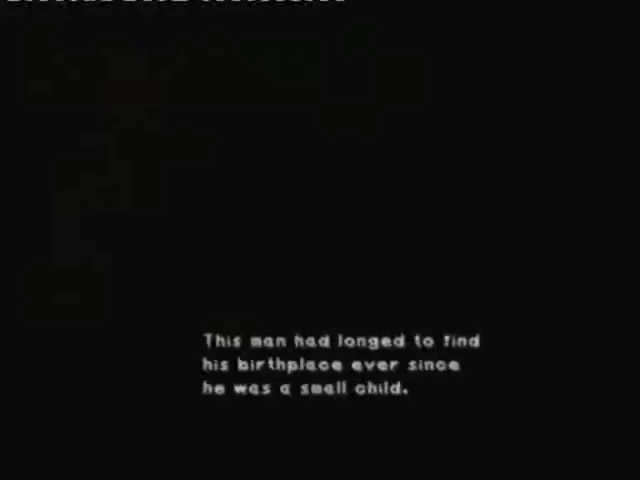 This man had longed to find
his birthplace ever since
he was a small child.